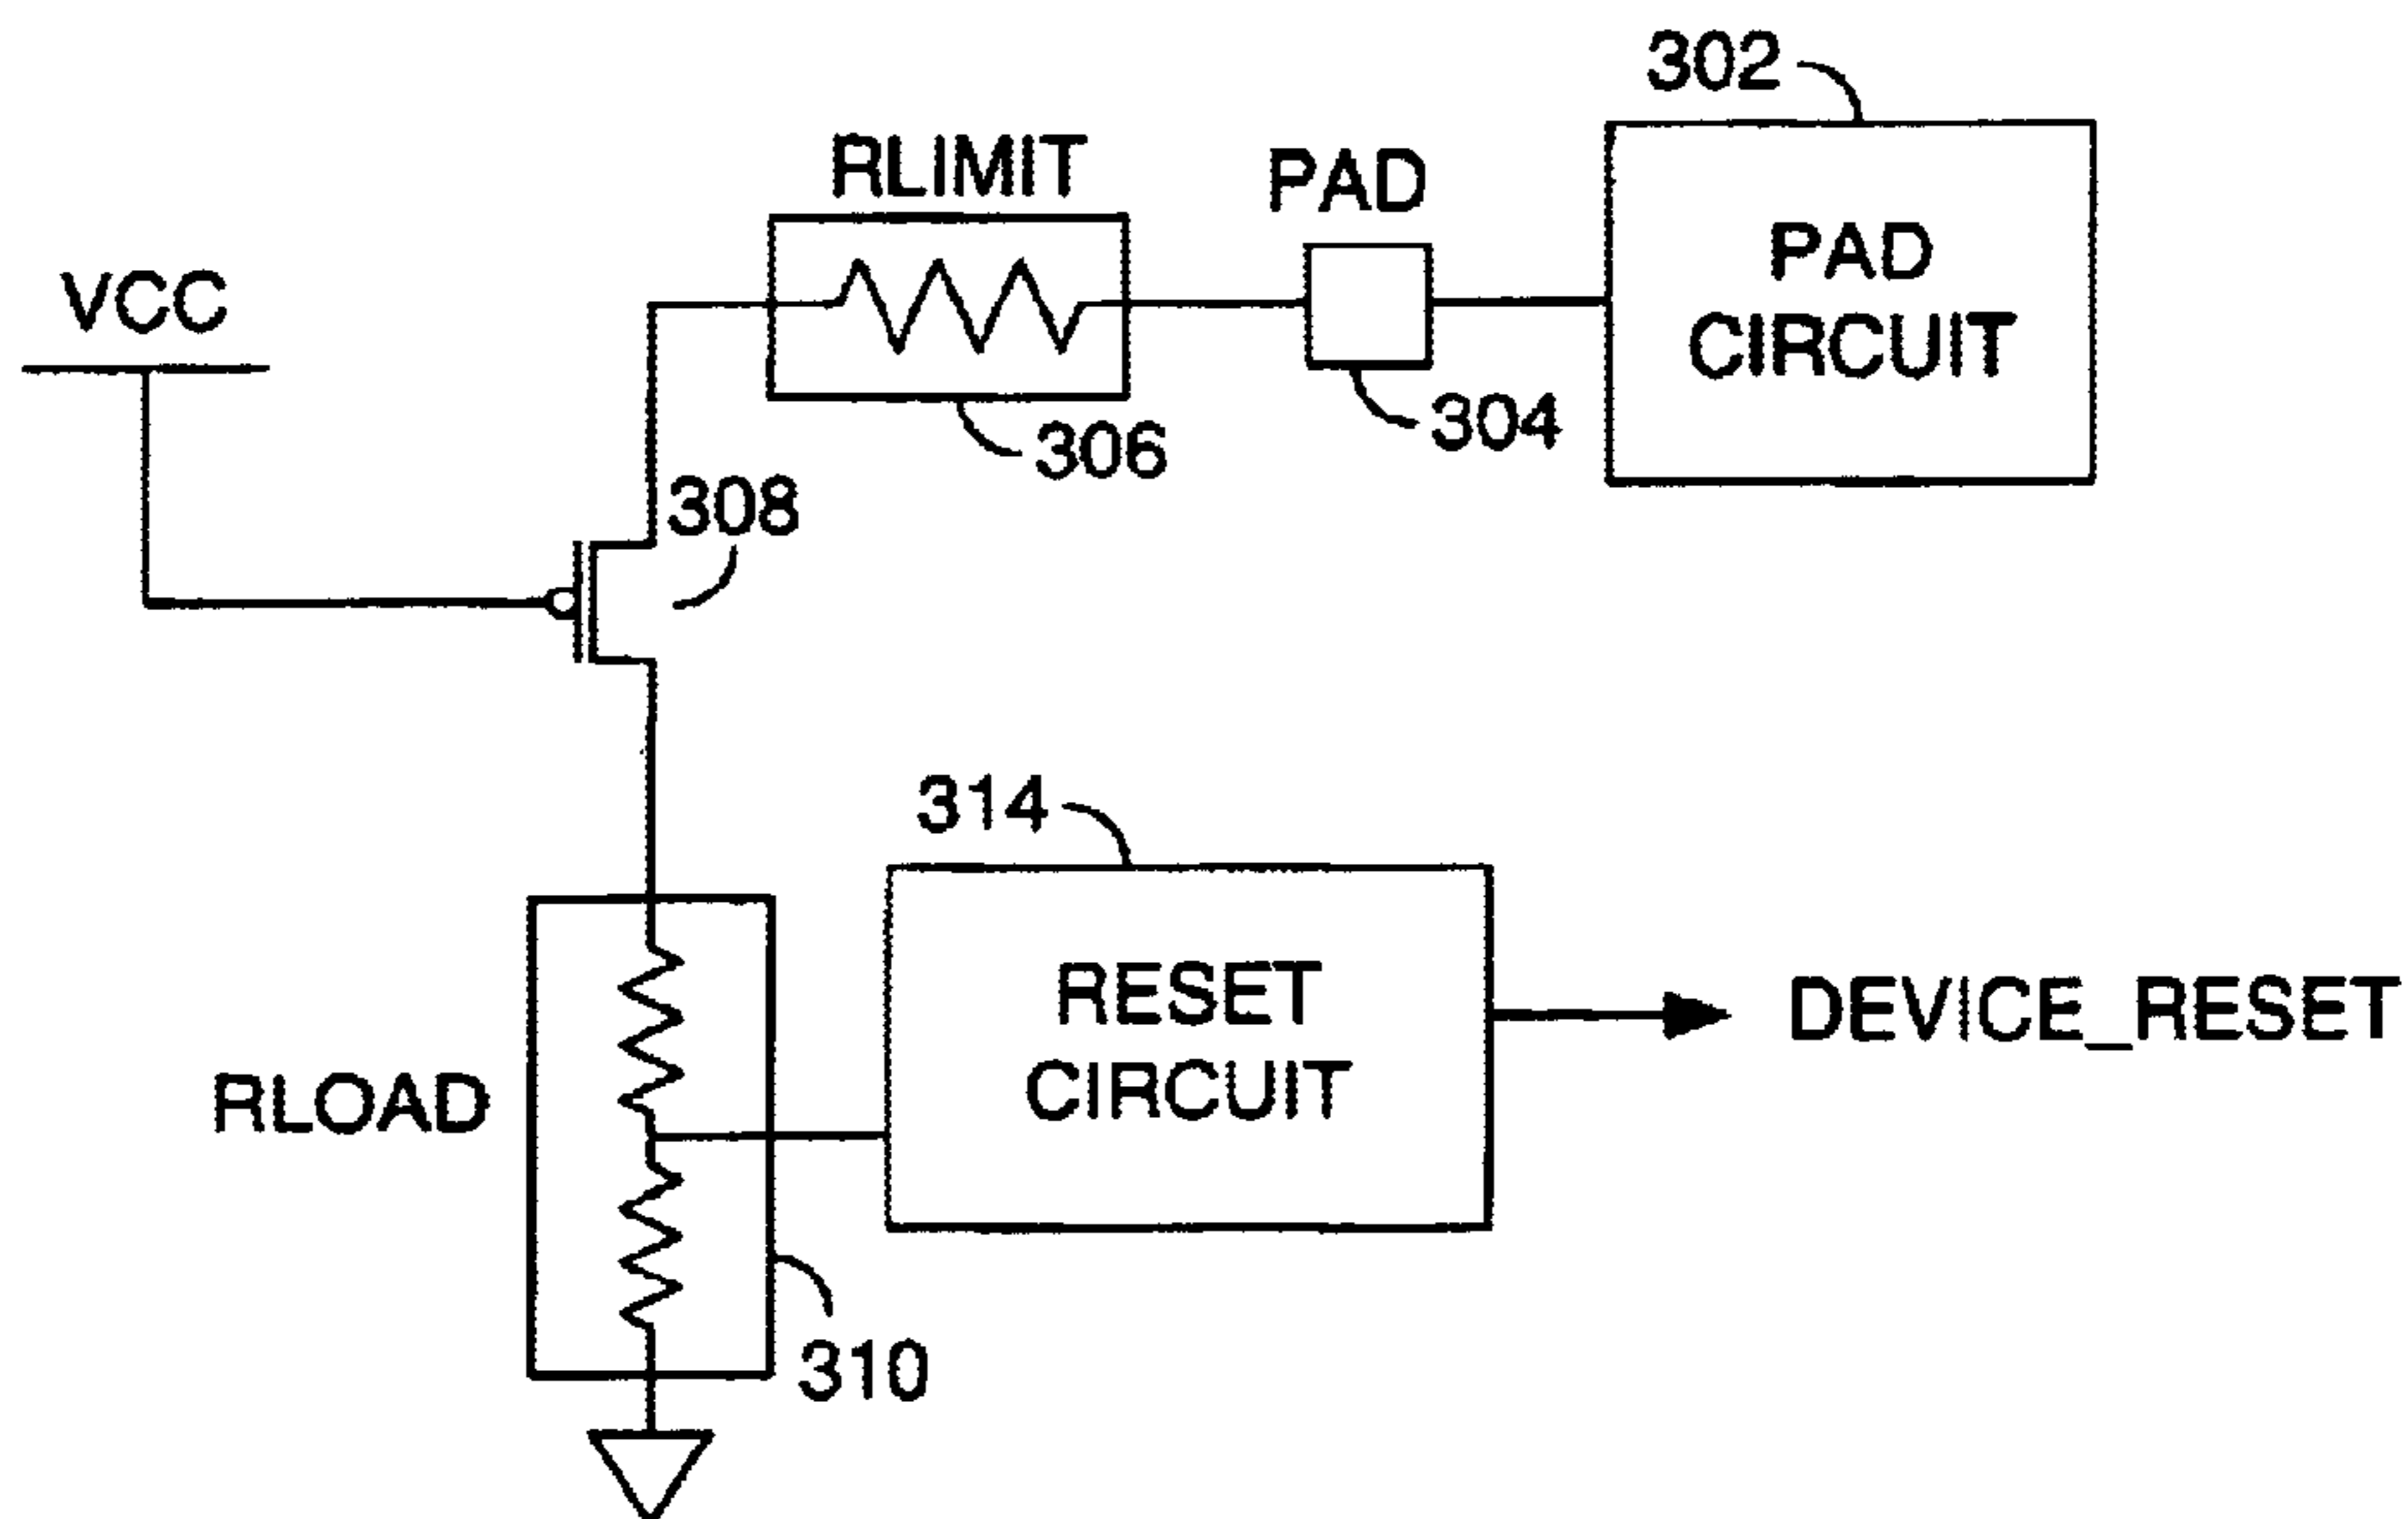 302
RLIMIT
PAD
PAD
CIRCUIT
VCC
304
306
308
314
RESET
CIRCUIT
DEVICE_RESET
RLOAD
310